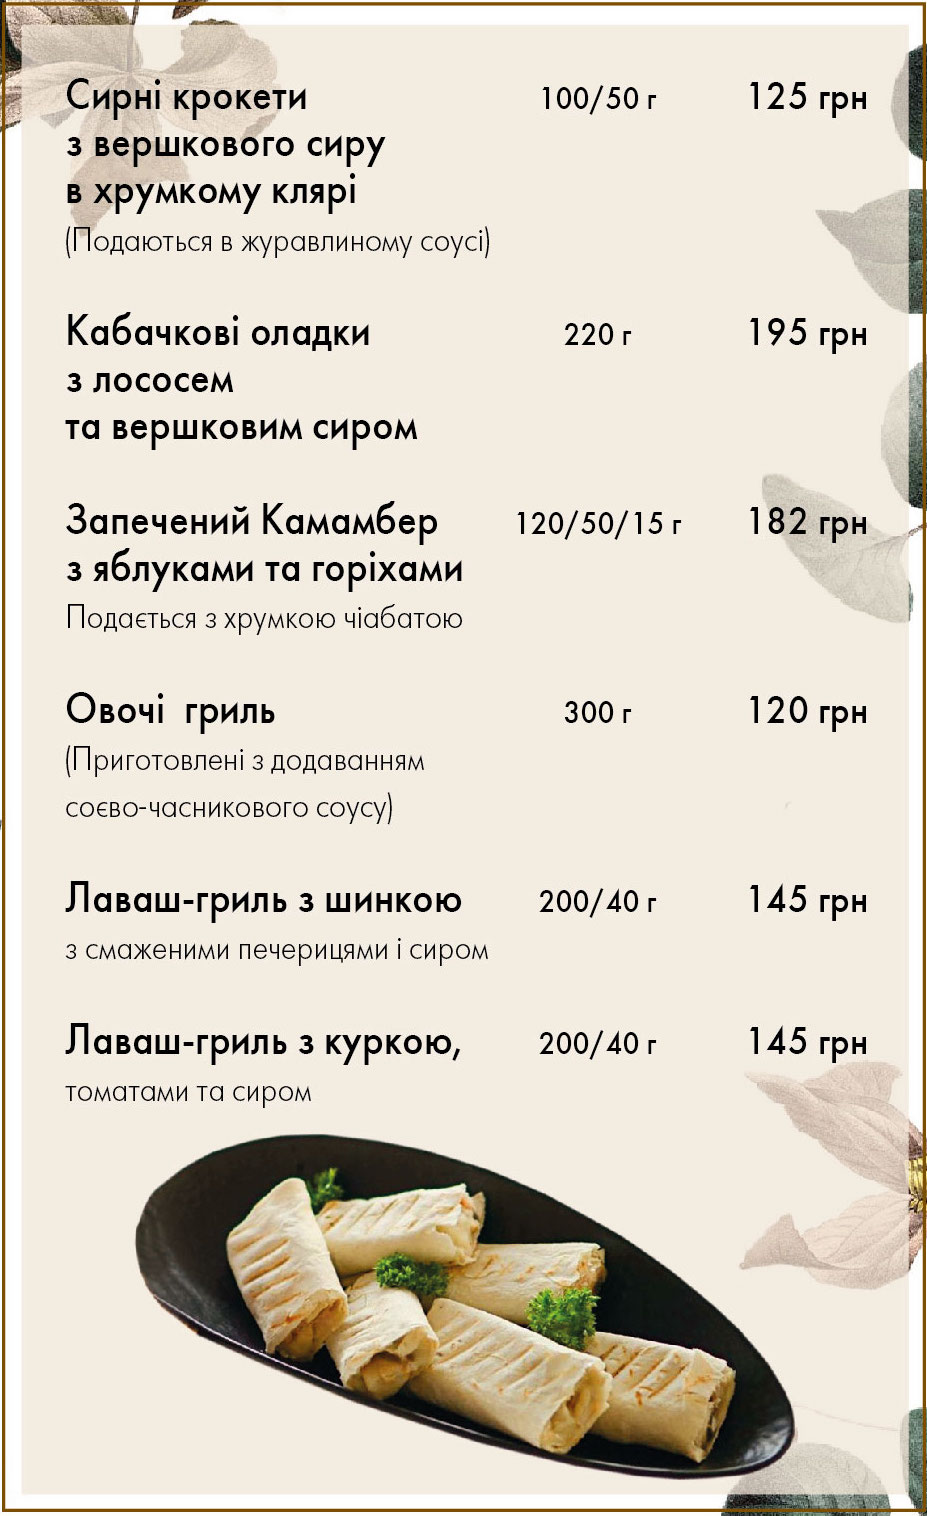 Сирні крокети 100/50 г 125 грн
з вершкового сиру
в хрумкому клярі
(Подаються в журавлиному соусі)
Кабачкові оладки 220 г 195 грн
з лососем
та вершковим сиром
Запечений Камамбер 120/50/15 г 182 грн
з яблуками та горіхами
Подається з хрумкою чіабатою
Овочі гриль 300 г 120 грн
(Приготовлені з додаванням
соєво-часникового соусу)
Лаваш-гриль з шинкою 200/40 г 145 грн
з смаженими печерицями і сиром
Лаваш-гриль з куркою, 200/40 г 145 грн
томатами та сиром